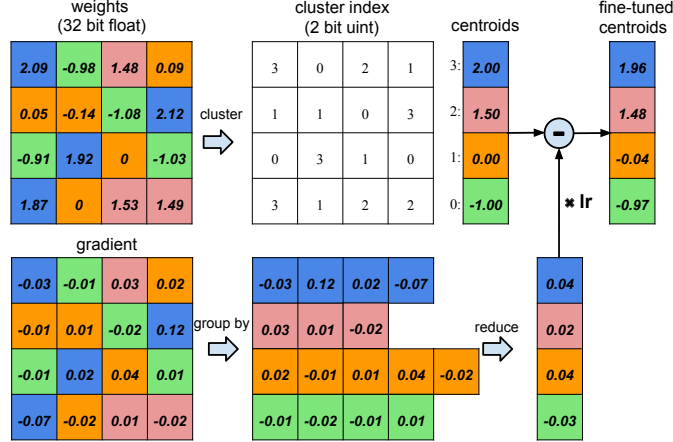 weights
(32 bit float)
cluster index
(2 bit uint)
centroids
fine-tuned
centroids
2.09 -0.98 1.48 0.09
3 0 2 1
3: 2.00
1.96
0.05 -0.14 -1.08 2.12
cluster
1 1 0 3
2: 1.50
1.48
-0.91 1.92 0 -1.03
0 3 1 0
1: 0.00
-0.04
1.87 0 1.53 1.49
3 1 2 2
0: -1.00
-0.97
-
× lr
gradient
-0.03 -0.01 0.03 0.02
-0.03 0.12 0.02 -0.07
0.04
-0.01 0.01 -0.02 0.12
group by
0.03 0.01 -0.02
reduce
0.02
-0.01 0.02 0.04 0.01
0.02 -0.01 0.01 0.04 -0.02
0.04
-0.07 -0.02 0.01 -0.02
-0.01 -0.02 -0.01 0.01
-0.03